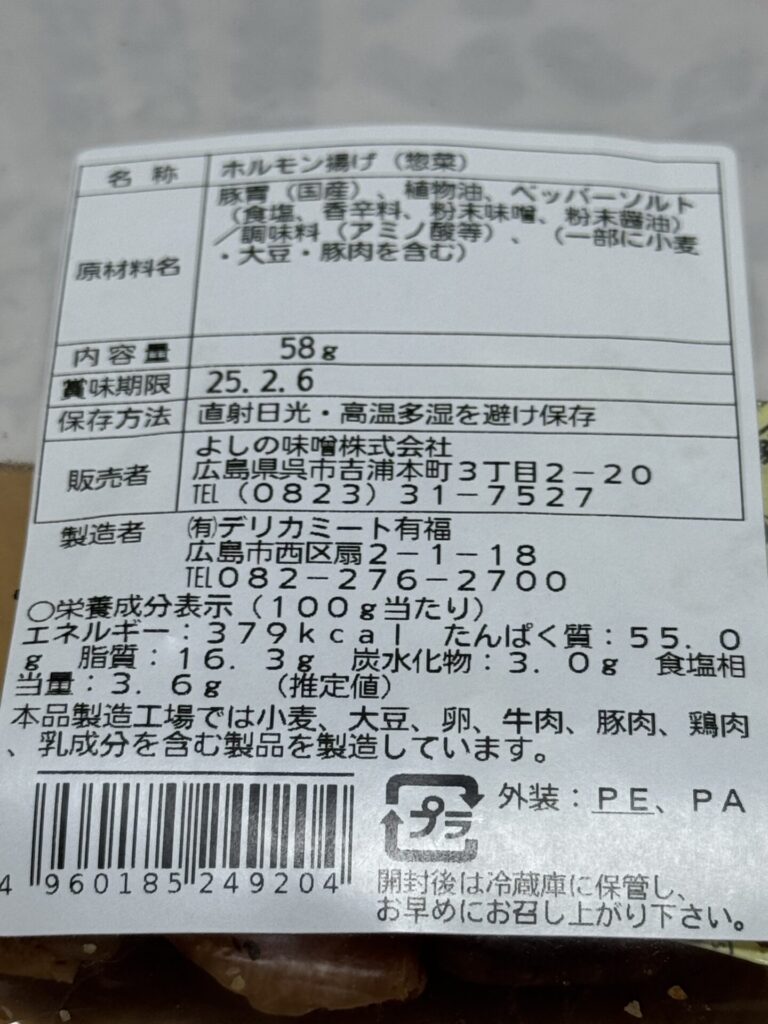 名 称 ホルモン揚げ（惣菜）
原材料名 豚胃（国産）、植物油、ペッパーソルト
（食塩、香辛料、粉末味噌、粉末醤油）
／調味料（アミノ酸等）、（一部に小麦
・大豆・豚肉を含む）
内容量 58g
賞味期限 25.2.6
保存方法 直射日光・高温多湿を避け保存
販売者 よしの味噌株式会社
広島県呉市吉浦本町３丁目２－２０
TEL（０８２３）３１－７５２７
製造者 ㈲デリカミート有福
広島市西区扇２－１－１８
TEL０８２－２７６－２７００
○栄養成分表示（１００ｇ当たり）
エネルギー：３７９ｋｃａｌ たんぱく質：５５．０
ｇ 脂質：１６．３ｇ 炭水化物：３．０ｇ 食塩相
当量：３．６ｇ （推定値）
本品製造工場では小麦、大豆、卵、牛肉、豚肉、鶏肉
、乳成分を含む製品を製造しています。
プラ 外装：ＰＥ、ＰＡ
4 960185 249204
開封後は冷蔵庫に保管し、
お早めにお召し上がり下さい。